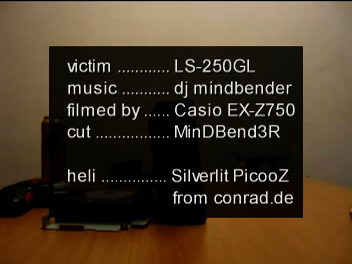 victim ............ LS-250GL
music ........... dj mindbender
filmed by ...... Casio EX-Z750
cut ................. MinDBend3R
heli ............... Silverlit PicooZ
from conrad.de